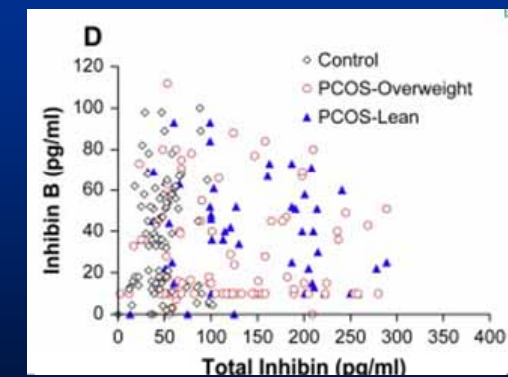 D
Control
PCOS-Overweight
PCOS-Lean
120
100
80
60
40
20
0
Inhibin B (pg/ml)
0 50 100 150 200 250 300 350 400
Total Inhibin (pg/ml)